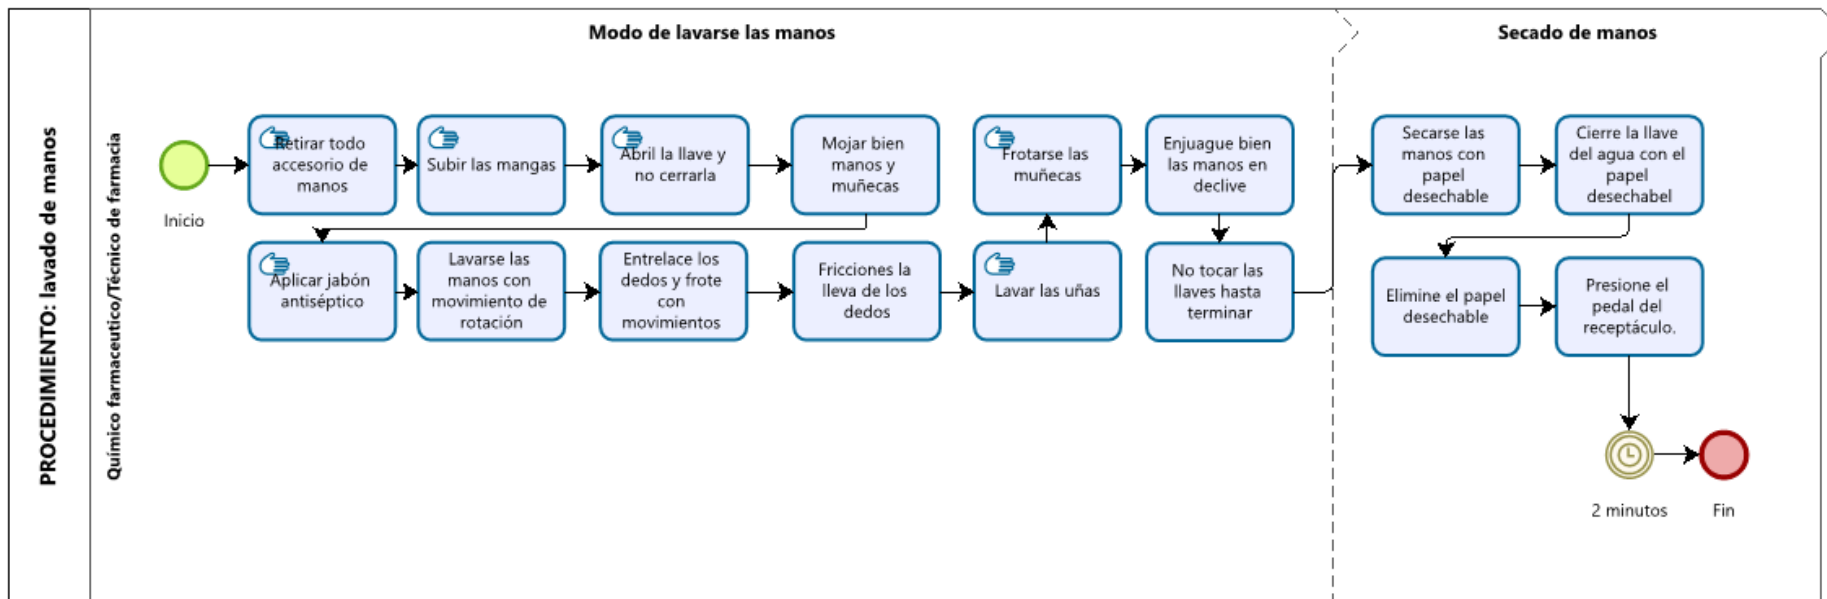 Modo de lavarse las manos
Secado de manos
PROCEDIMIENTO: lavado de manos
Químico farmaceutico/Técnico de farmacia
Inicio
Retirar todo
accesorio de
manos
Subir las mangas
Abril la llave y
no cerrarla
Mojar bien
manos y
muñecas
Aplicar jabón
antiséptico
Lavarse las
manos con
movimiento de
rotación
Entrelace los
dedos y frote
con
movimientos
Fricciones la
lleva de los
dedos
Lavar las uñas
Frotarse las
muñecas
Enjuague bien
las manos en
declive
No tocar las
llaves hasta
terminar
Secarse las
manos con
papel
desechable
Cierre la llave
del agua con el
papel
desechabel
Elimine el papel
desechable
Presione el
pedal del
receptáculo.
2 minutos
Fin